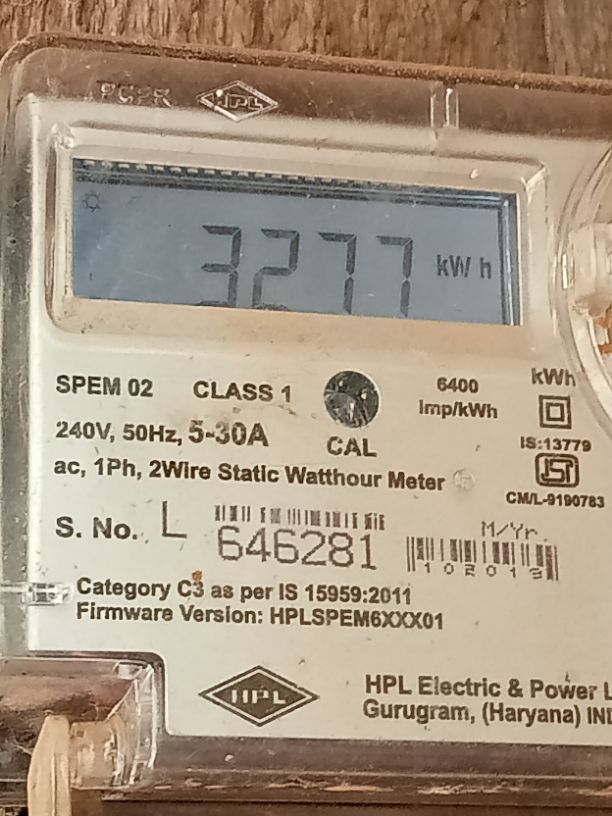 HPL
3277 kWh
SPEM 02 CLASS 1 6400 kWh
Imp/kWh
240V, 50Hz, 5-30A CAL IS:13779
ac, 1Ph, 2Wire Static Watthour Meter
CM/L-9190783
S. No. L 646281 M/Yr.
Category C3 as per IS 15959:2011
Firmware Version: HPLSPEM6XXX01
HPL
HPL Electric & Power
Gurugram, (Haryana)